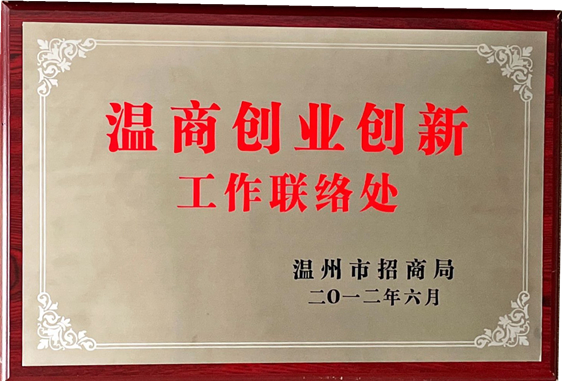 温商创业创新
工作联络处
温州市招商局
二〇一二年六月